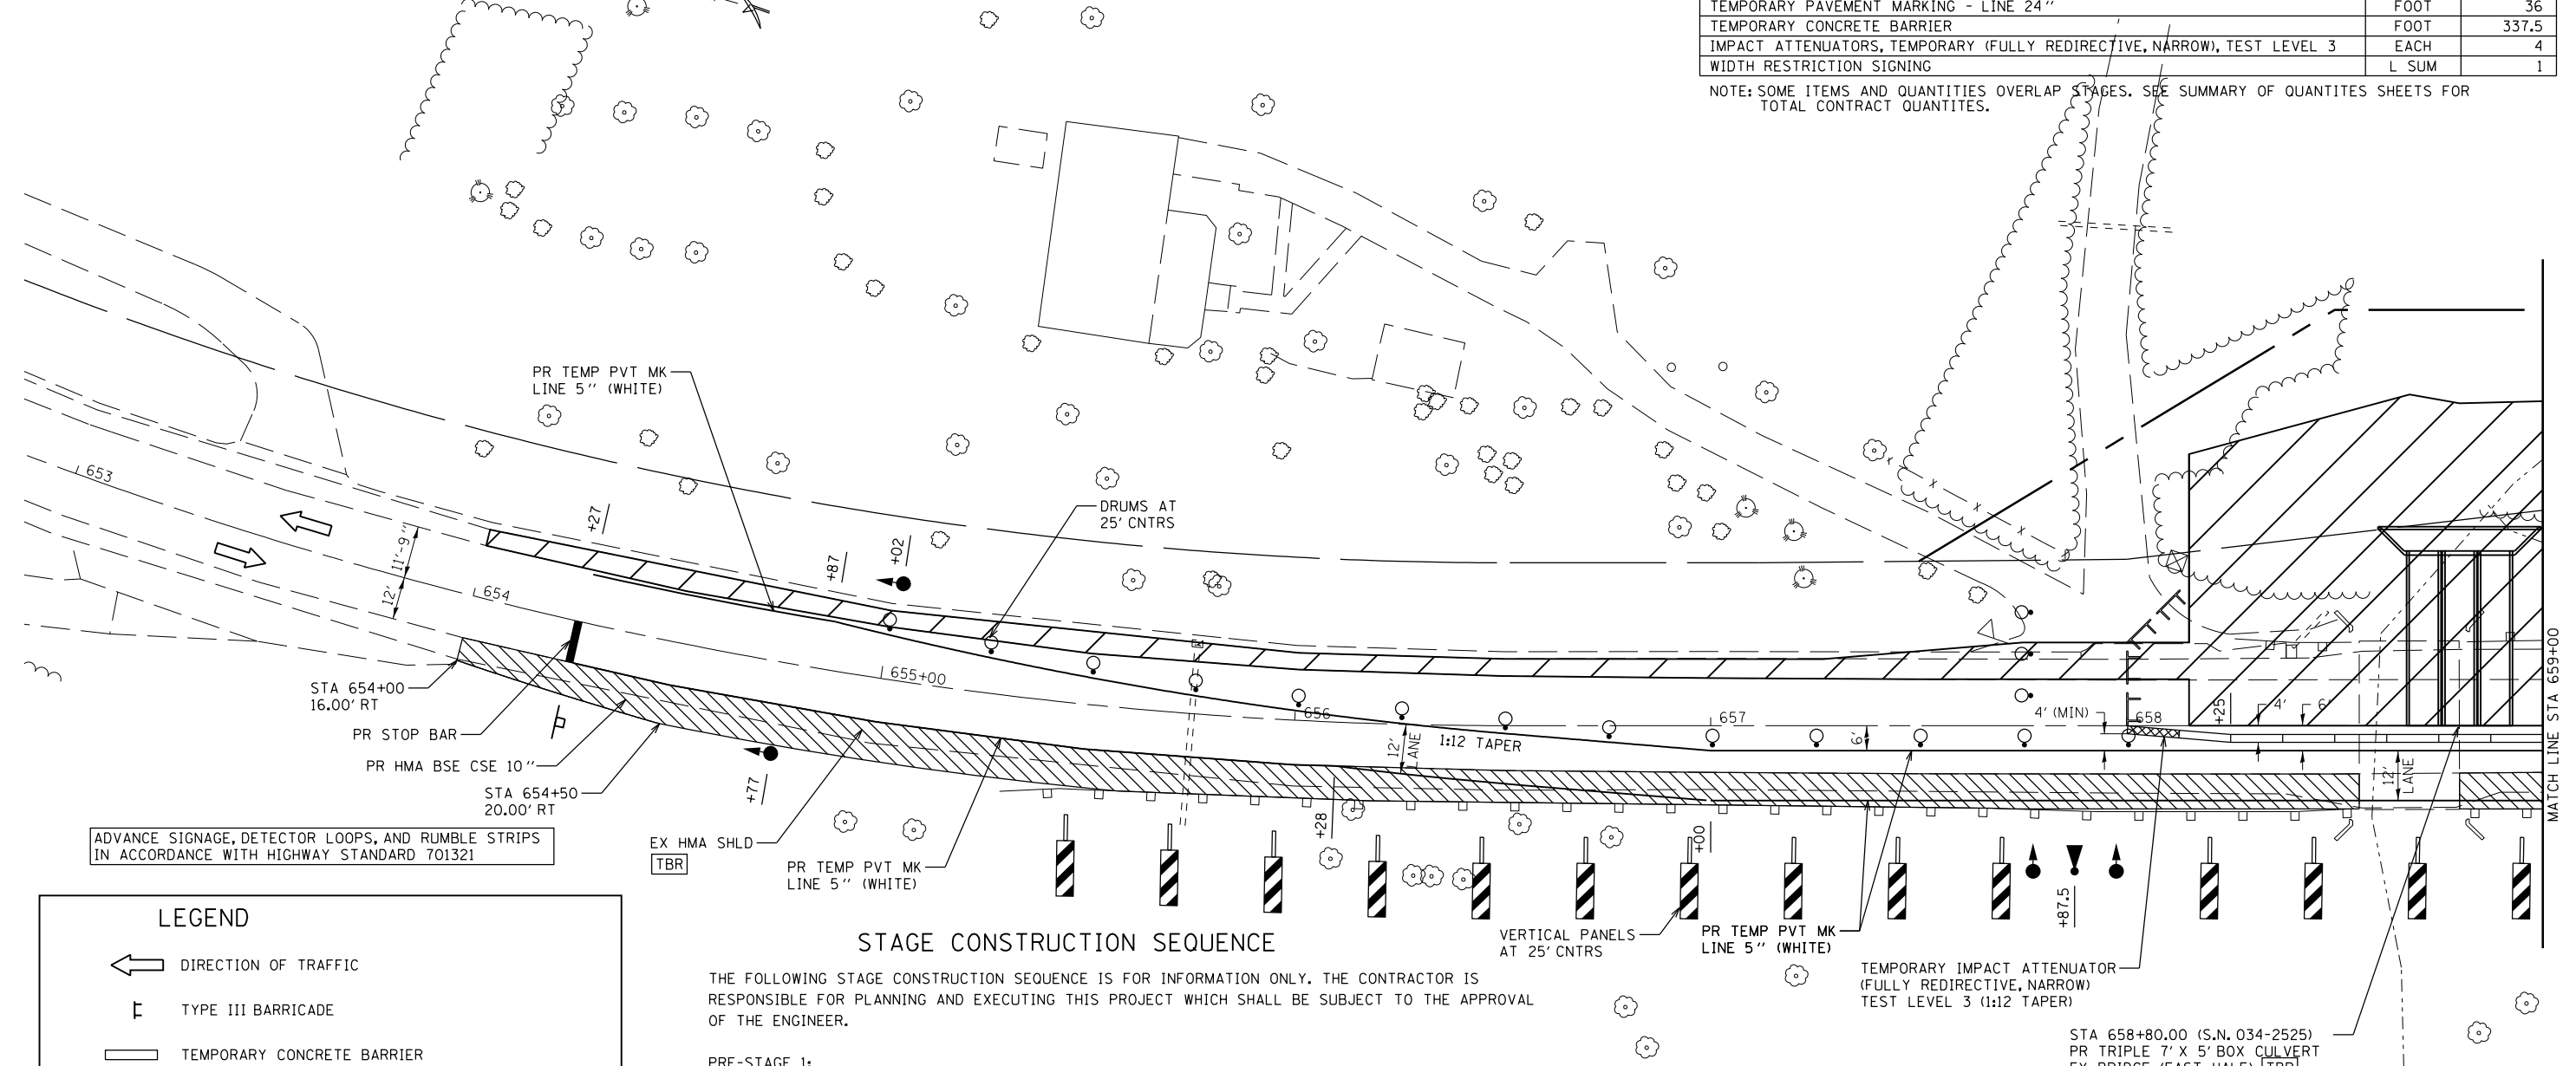 TEMPORARY PAVEMENT MARKING - LINE 24" FOOT 36
TEMPORARY CONCRETE BARRIER FOOT 337.5
IMPACT ATTENUATORS, TEMPORARY (FULLY REDIRECTIVE, NARROW), TEST LEVEL 3 EACH 4
WIDTH RESTRICTION SIGNING L SUM 1
NOTE: SOME ITEMS AND QUANTITIES OVERLAP STAGES. SEE SUMMARY OF QUANTITES SHEETS FOR
TOTAL CONTRACT QUANTITES.
PR TEMP PVT MK
LINE 5" (WHITE)
653
+27
DRUMS AT
25' CNTRS
+87
+02
11'-9"
12'
654
655+00
656
657
658
4' (MIN)
+25
4'
6'
6'
12'
LANE
1:12 TAPER
12'
LANE
MATCH LINE STA 659+00
STA 654+00
16.00' RT
PR STOP BAR
PR HMA BSE CSE 10"
STA 654+50
20.00' RT
+77
+28
+00
+87.5
ADVANCE SIGNAGE, DETECTOR LOOPS, AND RUMBLE STRIPS
IN ACCORDANCE WITH HIGHWAY STANDARD 701321
EX HMA SHLD
TBR
PR TEMP PVT MK
LINE 5" (WHITE)
VERTICAL PANELS
AT 25' CNTRS
PR TEMP PVT MK
LINE 5" (WHITE)
TEMPORARY IMPACT ATTENUATOR
(FULLY REDIRECTIVE, NARROW)
TEST LEVEL 3 (1:12 TAPER)
STA 658+80.00 (S.N. 034-2525)
PR TRIPLE 7' X 5' BOX CULVERT
EX BRIDGE (EAST HALF) TBR
LEGEND
DIRECTION OF TRAFFIC
TYPE III BARRICADE
TEMPORARY CONCRETE BARRIER
STAGE CONSTRUCTION SEQUENCE
THE FOLLOWING STAGE CONSTRUCTION SEQUENCE IS FOR INFORMATION ONLY. THE CONTRACTOR IS
RESPONSIBLE FOR PLANNING AND EXECUTING THIS PROJECT WHICH SHALL BE SUBJECT TO THE APPROVAL
OF THE ENGINEER.
PRE-STAGE 1: